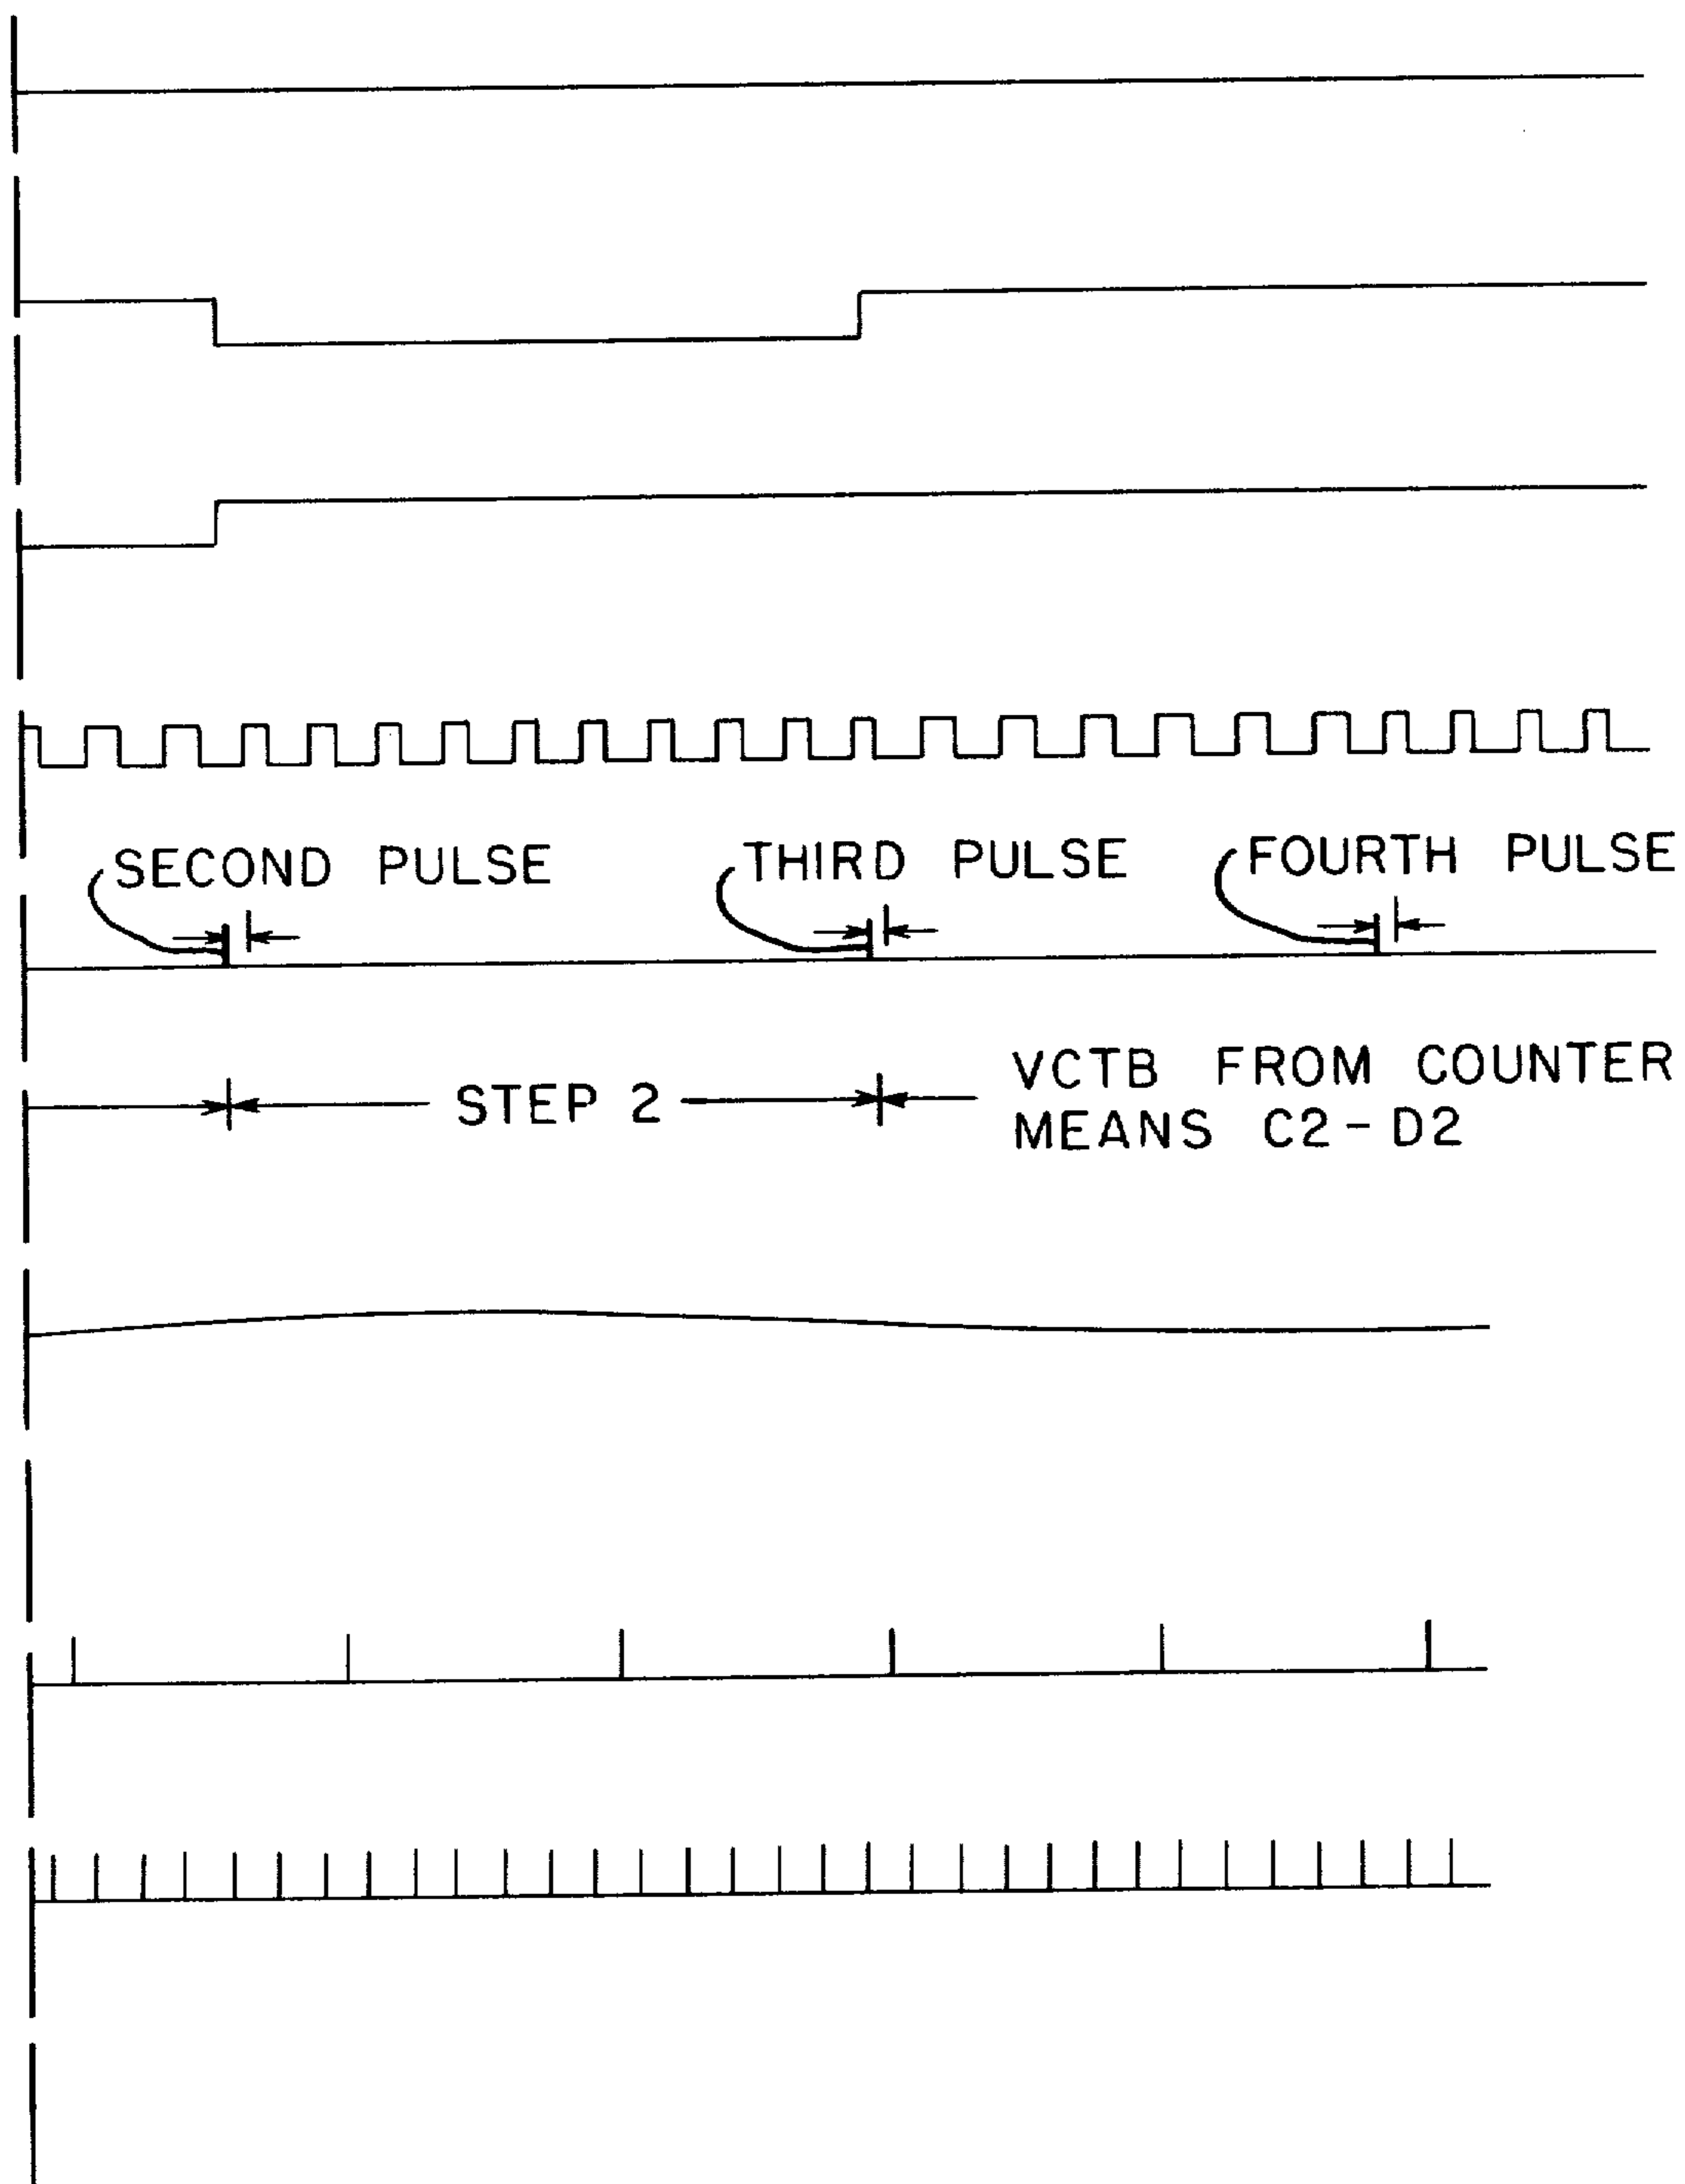 SECOND PULSE
THIRD PULSE
FOURTH PULSE
STEP 2
VCTB FROM COUNTER
MEANS C2-D2